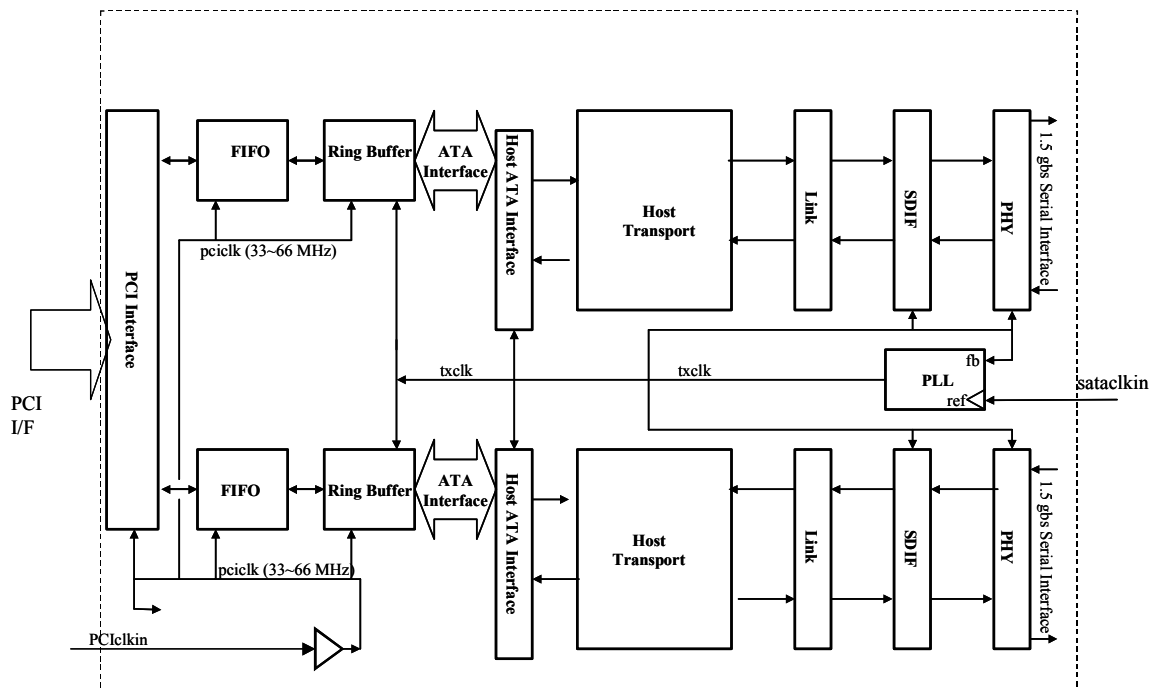 FIFO
Ring Buffer
ATA
Interface
Host ATA Interface
Host
Transport
Link
SDIF
PHY
1.5 gbs Serial Interface
pciclk (33~66 MHz)
PCI Interface
PCI
I/F
txclk
txclk
PLL
fb
ref
sataclkin
FIFO
Ring Buffer
ATA
Interface
Host ATA Interface
Host
Transport
Link
SDIF
PHY
1.5 gbs Serial Interface
pciclk (33~66 MHz)
PCIclkin